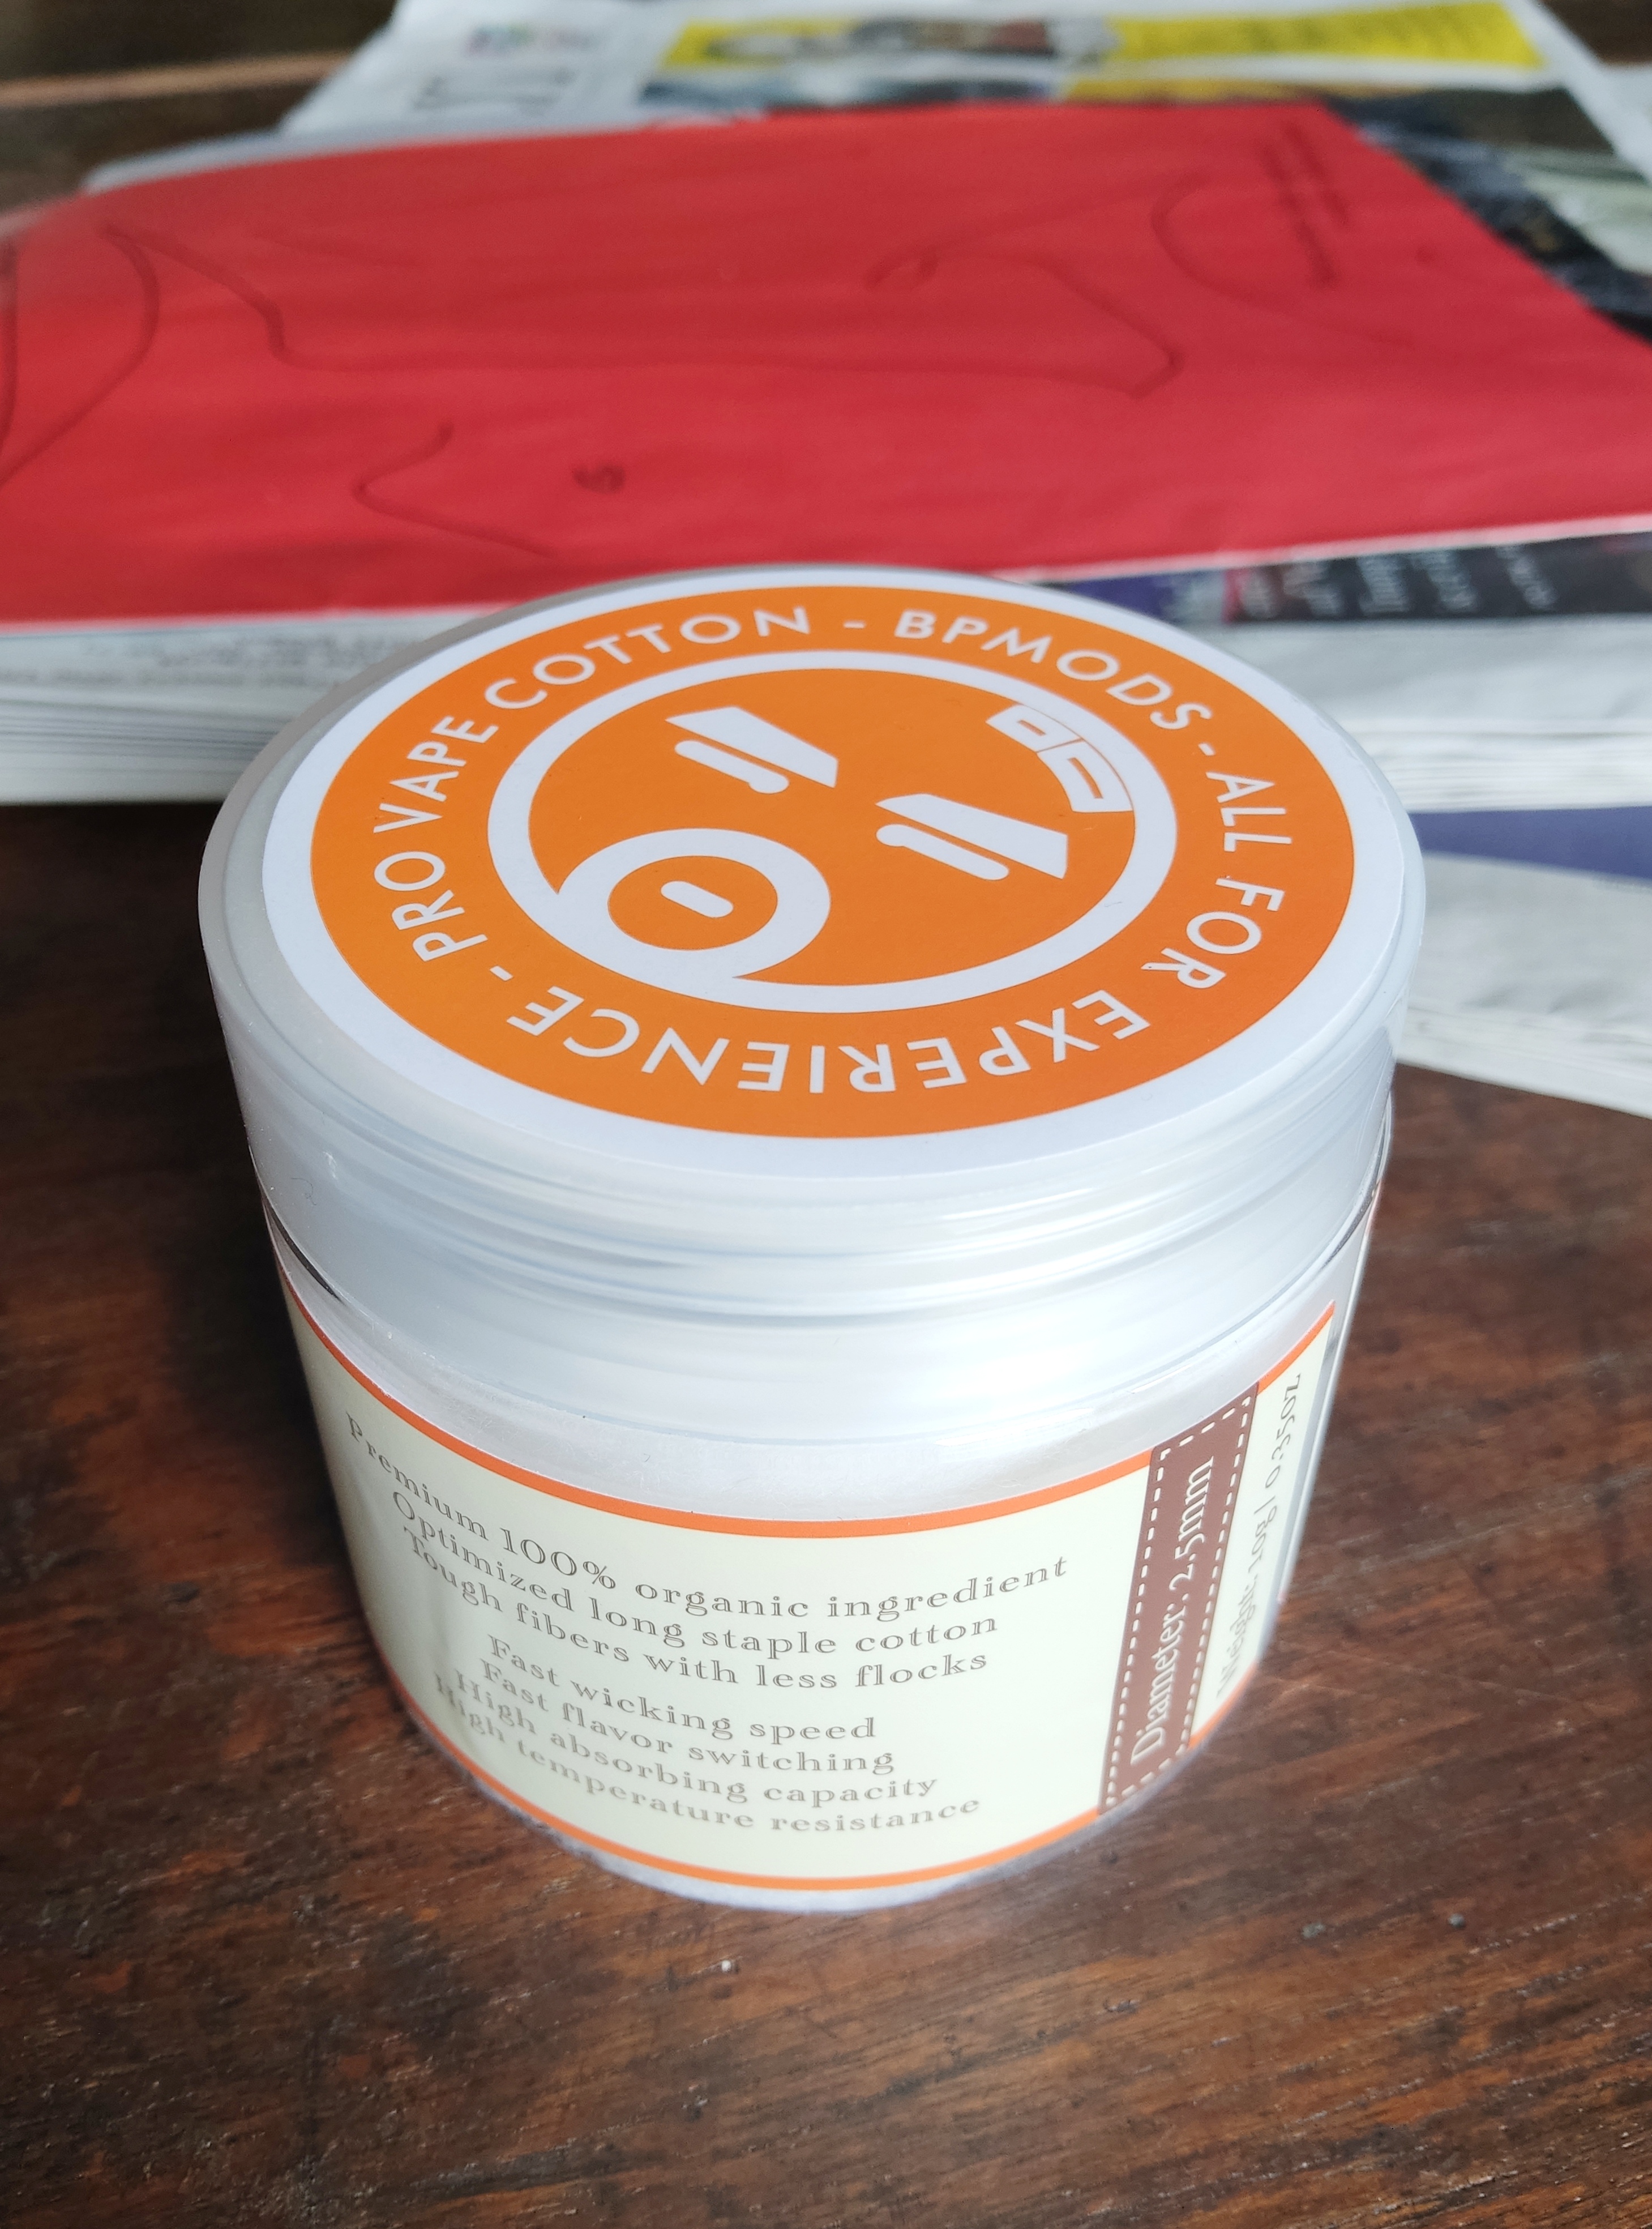 PRO VAPE COTTON - BPMODS - ALL FOR EXPERIENCE -
Premium 100% organic ingredient
Optimized long staple cotton
Tough fibers with less flocks
Fast wicking speed
Fast flavor switching
High absorbing capacity
High temperature resistance
Diameter: 2.5mm
Weight: 10g / 0.35oz